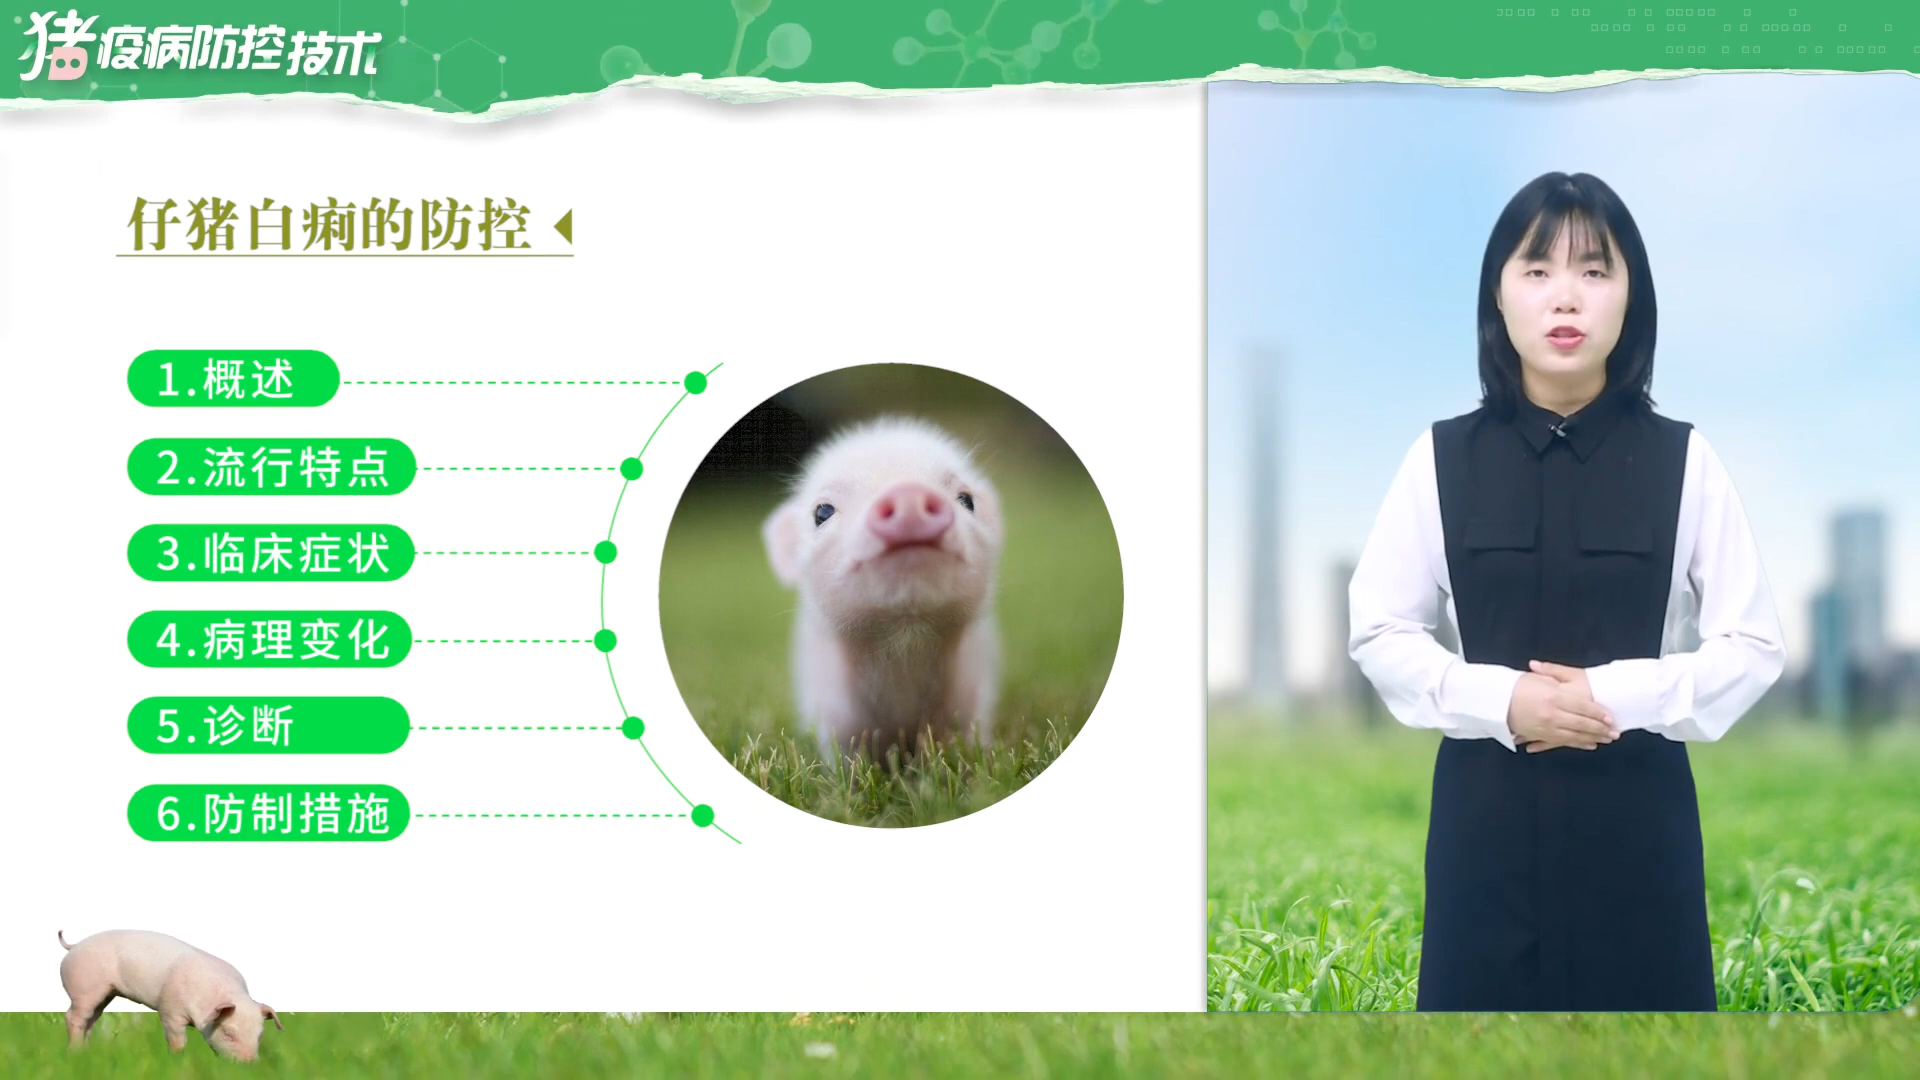 猪疫病防控技术
仔猪白痢的防控
1.概述
2.流行特点
3.临床症状
4.病理变化
5.诊断
6.防制措施